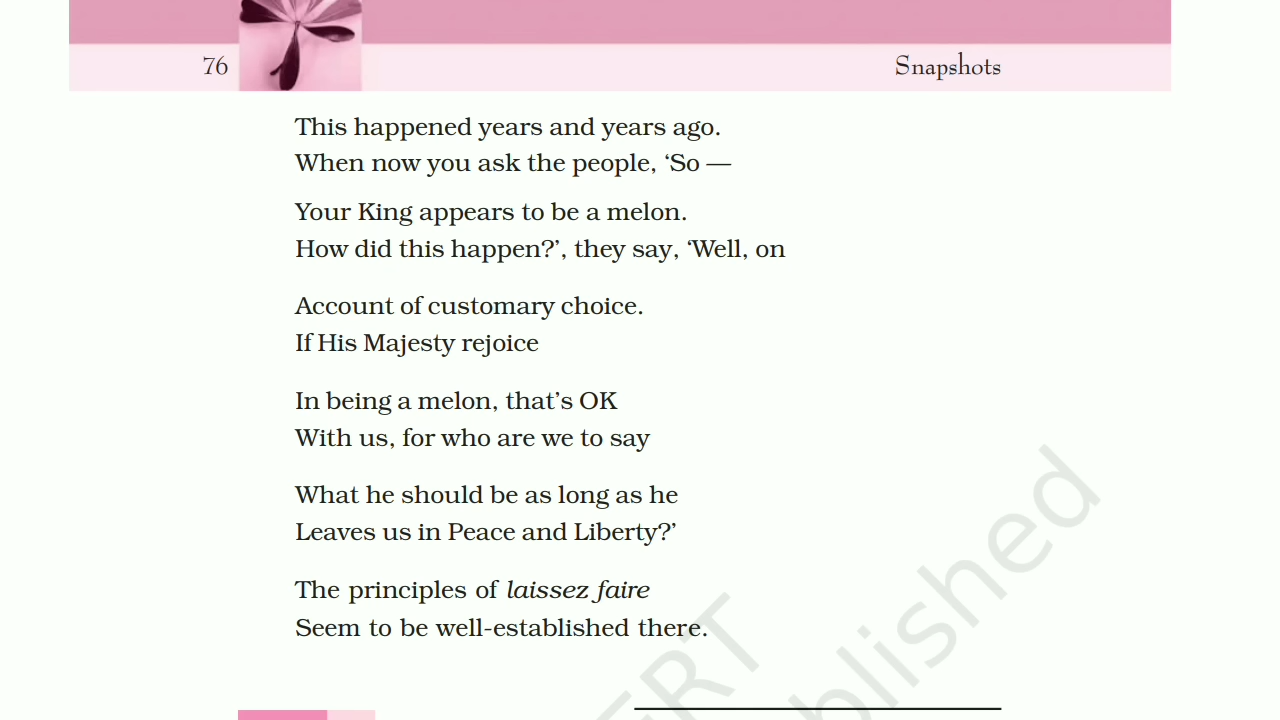 76
Snapshots
This happened years and years ago.
When now you ask the people, ‘So —
Your King appears to be a melon.
How did this happen?’, they say, ‘Well, on
Account of customary choice.
If His Majesty rejoice
In being a melon, that’s OK
With us, for who are we to say
What he should be as long as he
Leaves us in Peace and Liberty?’
The principles of laissez faire
Seem to be well-established there.